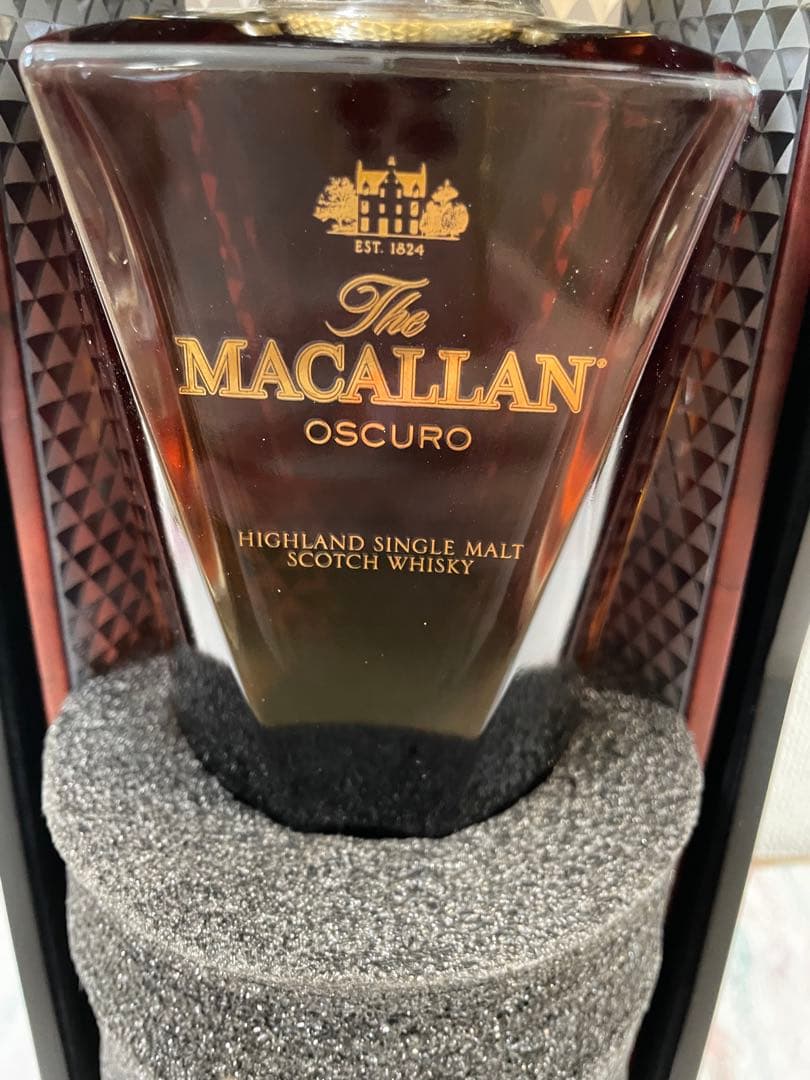 EST. 1824
The
MACALLAN®
OSCURO
HIGHLAND SINGLE MALT
SCOTCH WHISKY